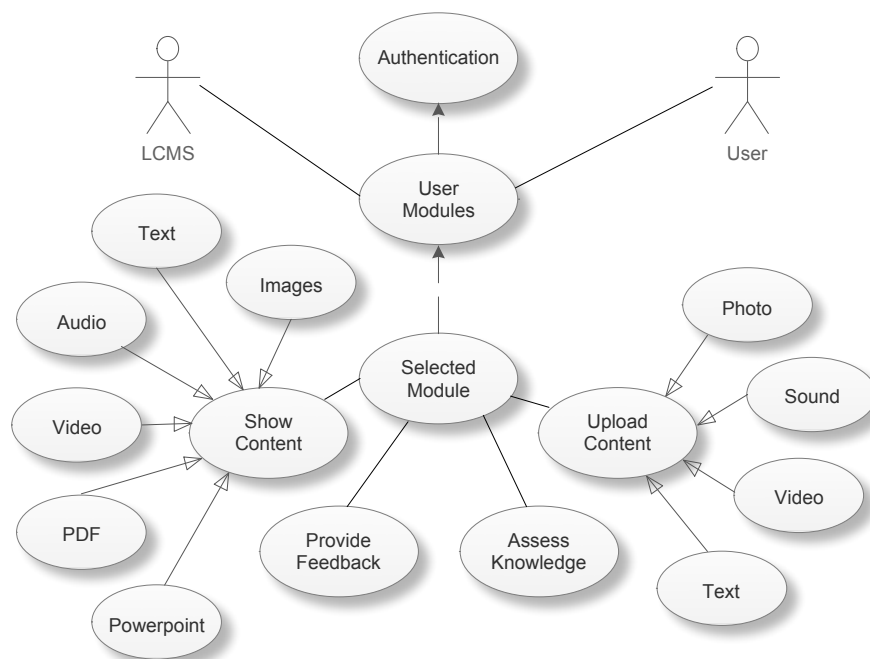 Authentication
LCMS
User
User
Modules
Text
Images
Audio
Photo
Selected
Module
Sound
Video
Show
Content
Upload
Content
Video
PDF
Provide
Feedback
Assess
Knowledge
Text
Powerpoint